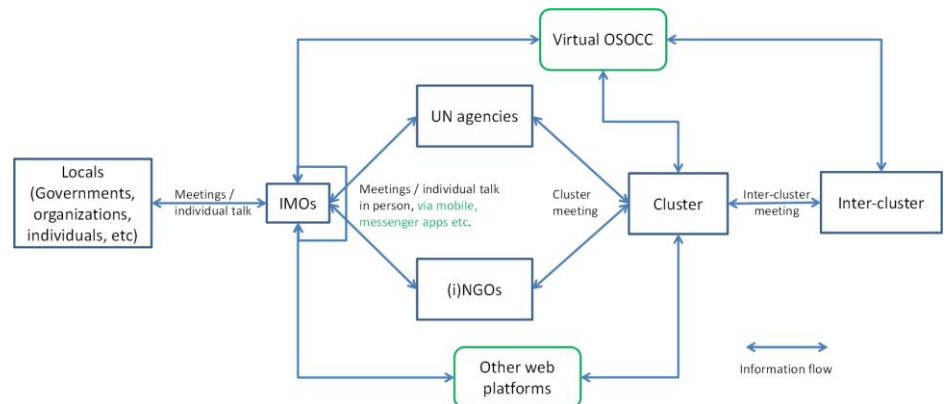 Virtual OSOCC
UN agencies
Locals
(Governments,
organizations,
individuals, etc)
Meetings /
individual talk
IMOs
Meetings / individual talk
in person, via mobile,
messenger apps etc.
Cluster
meeting
Cluster
Inter-cluster
meeting
Inter-cluster
(i)NGOs
Other web
platforms
Information flow